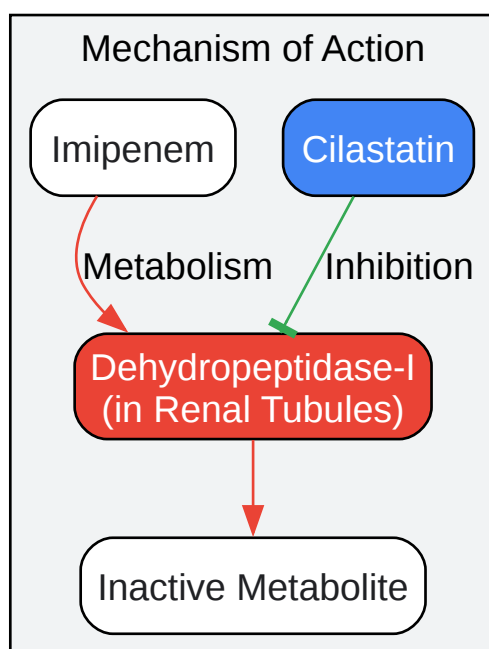 Mechanism of Action
Imipenem
Cilastatin
Metabolism
Inhibition
Dehydropeptidase-I
(in Renal Tubules)
Inactive Metabolite